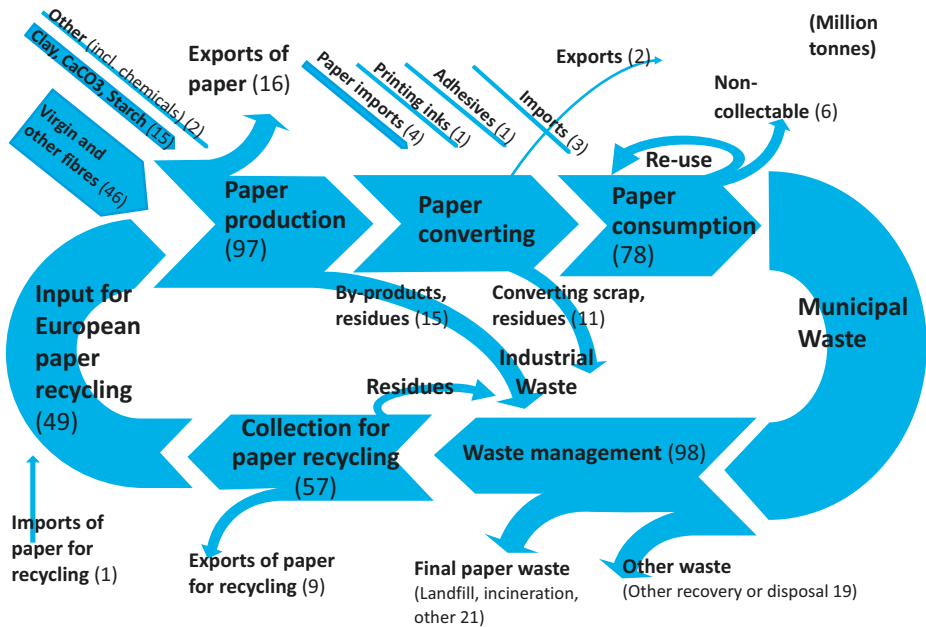 Other (incl. chemicals) (2)
Clay, CaCO3, Starch (15)
Virgin and
other fibres (46)
Exports of
paper (16)
Paper imports (4)
Printing inks (1)
Adhesives (1)
Imports (3)
Exports (2)
(Million
tonnes)
Non-
collectable (6)
Re-use
Paper
production
(97)
Paper
converting
Paper
consumption
(78)
By-products,
residues (15)
Converting scrap,
residues (11)
Industrial
Waste
Municipal
Waste
Input for
European
paper
recycling
(49)
Residues
Collection for
paper recycling
(57)
Waste management (98)
Imports of
paper for
recycling (1)
Exports of paper
for recycling (9)
Final paper waste
(Landfill, incineration,
other 21)
Other waste
(Other recovery or disposal 19)